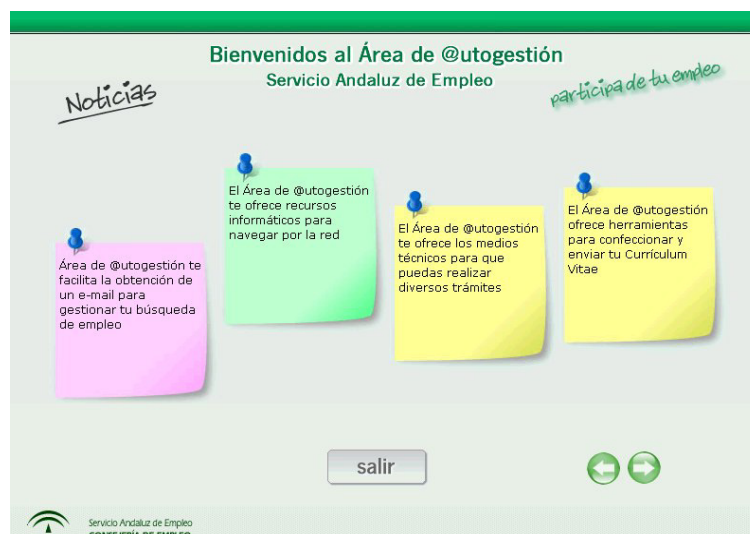 Bienvenidos al Área de @utogestión
Servicio Andaluz de Empleo
Noticias
participa de tu empleo
Área de @utogestión te
facilita la obtención de
un e-mail para
gestionar tu búsqueda
de empleo
El Área de @utogestión
te ofrece recursos
informáticos para
navegar por la red
El Área de @utogestión
te ofrece los medios
técnicos para que
puedas realizar
diversos trámites
El Área de @utogestión
ofrece herramientas
para confeccionar y
enviar tu Currículum
Vitae
salir
Servicio Andaluz de Empleo
CONSEJERÍA DE EMPLEO